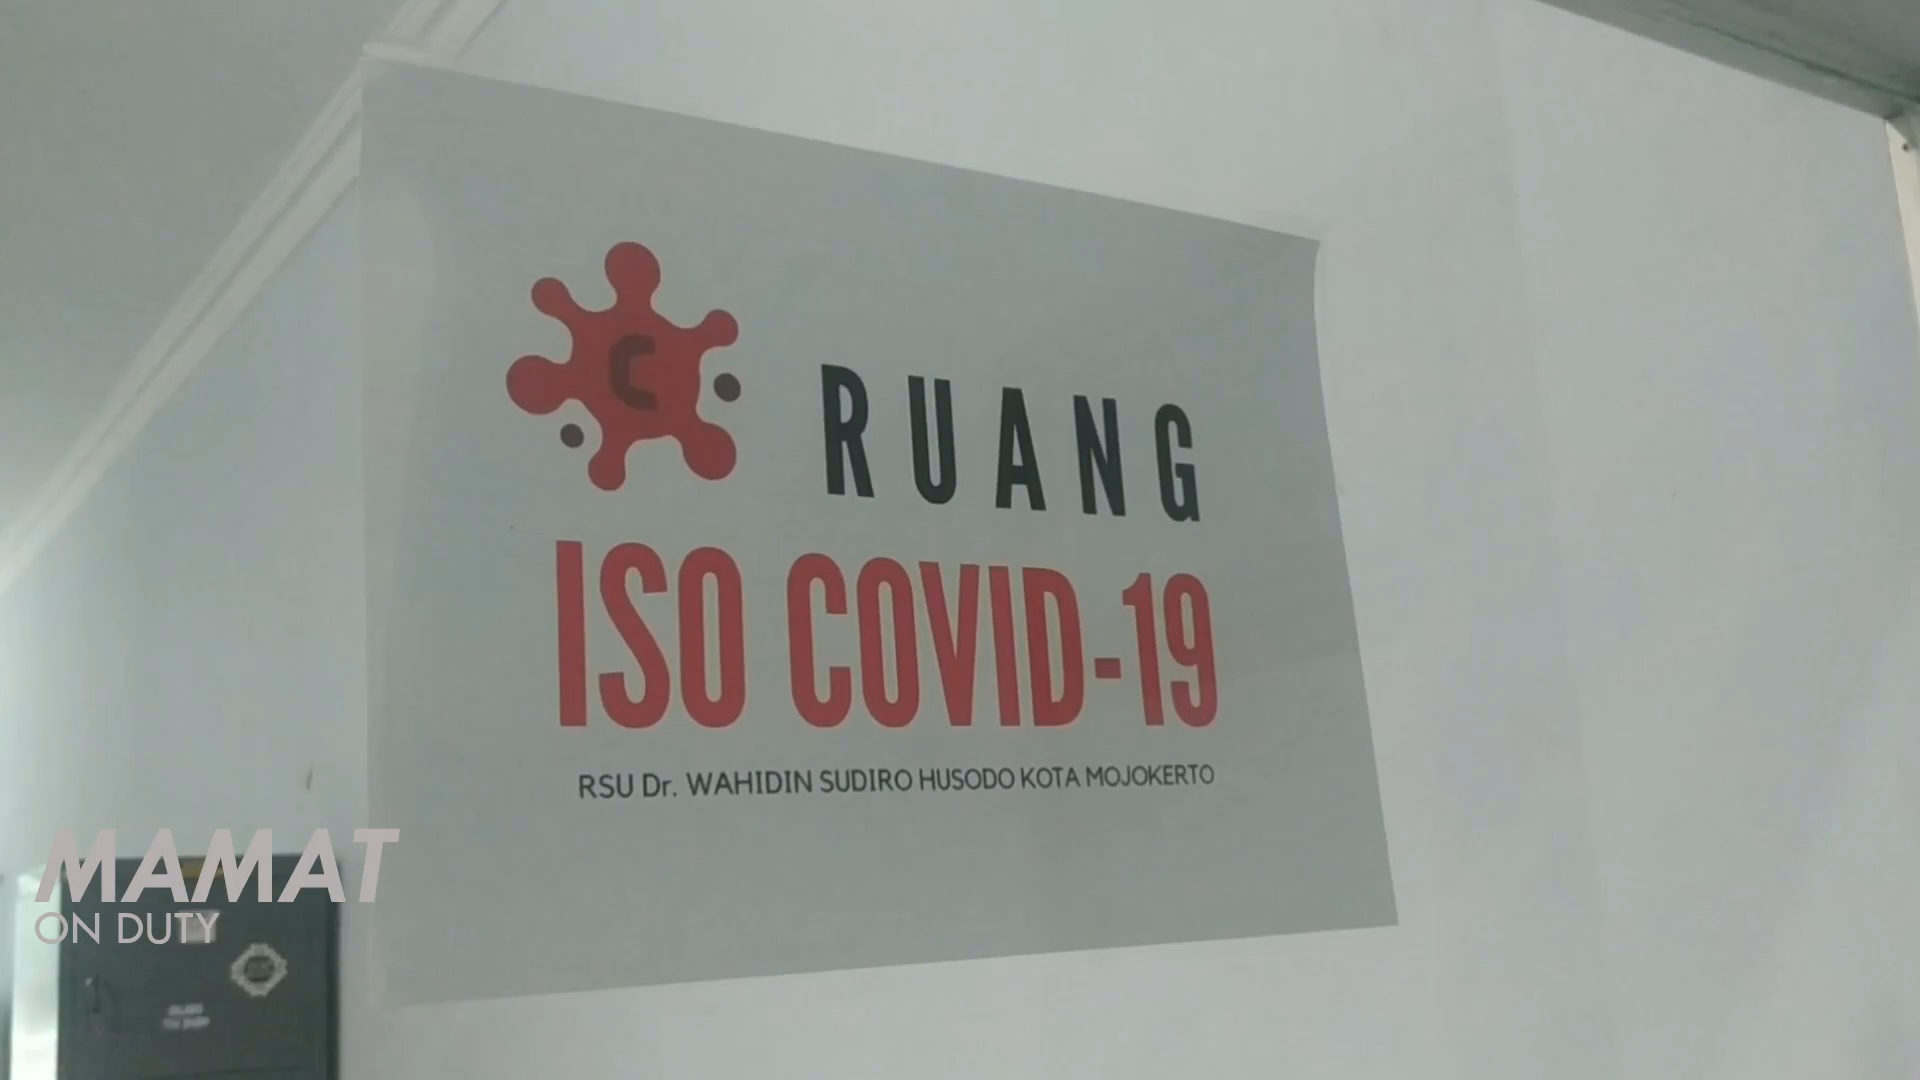 C
RUANG
ISO COVID-19
RSU Dr. WAHIDIN SUDIRO HUSODO KOTA MOJOKERTO
MAMAT
ON DUTY